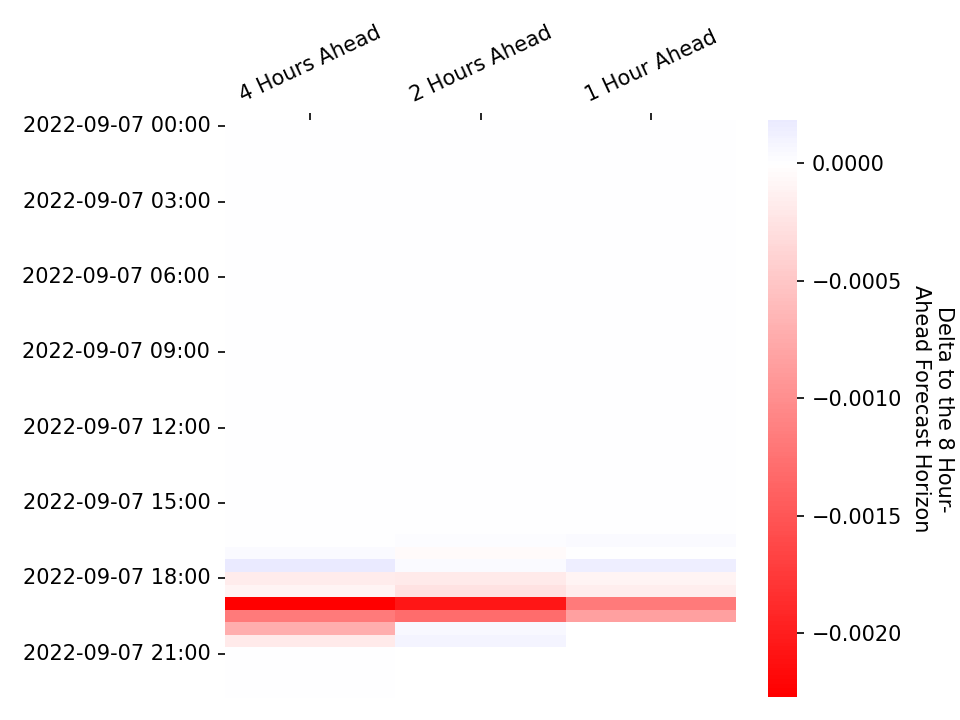 4 Hours Ahead
2 Hours Ahead
1 Hour Ahead
2022-09-07 00:00
2022-09-07 03:00
2022-09-07 06:00
2022-09-07 09:00
2022-09-07 12:00
2022-09-07 15:00
2022-09-07 18:00
2022-09-07 21:00
0.0000
−0.0005
−0.0010
−0.0015
−0.0020
Delta to the 8 Hour-
Ahead Forecast Horizon